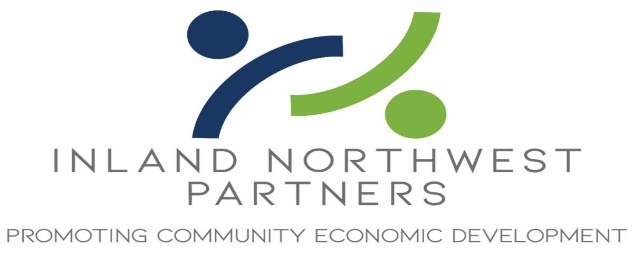 INLAND NORTHWEST
PARTNERS
PROMOTING COMMUNITY ECONOMIC DEVELOPMENT